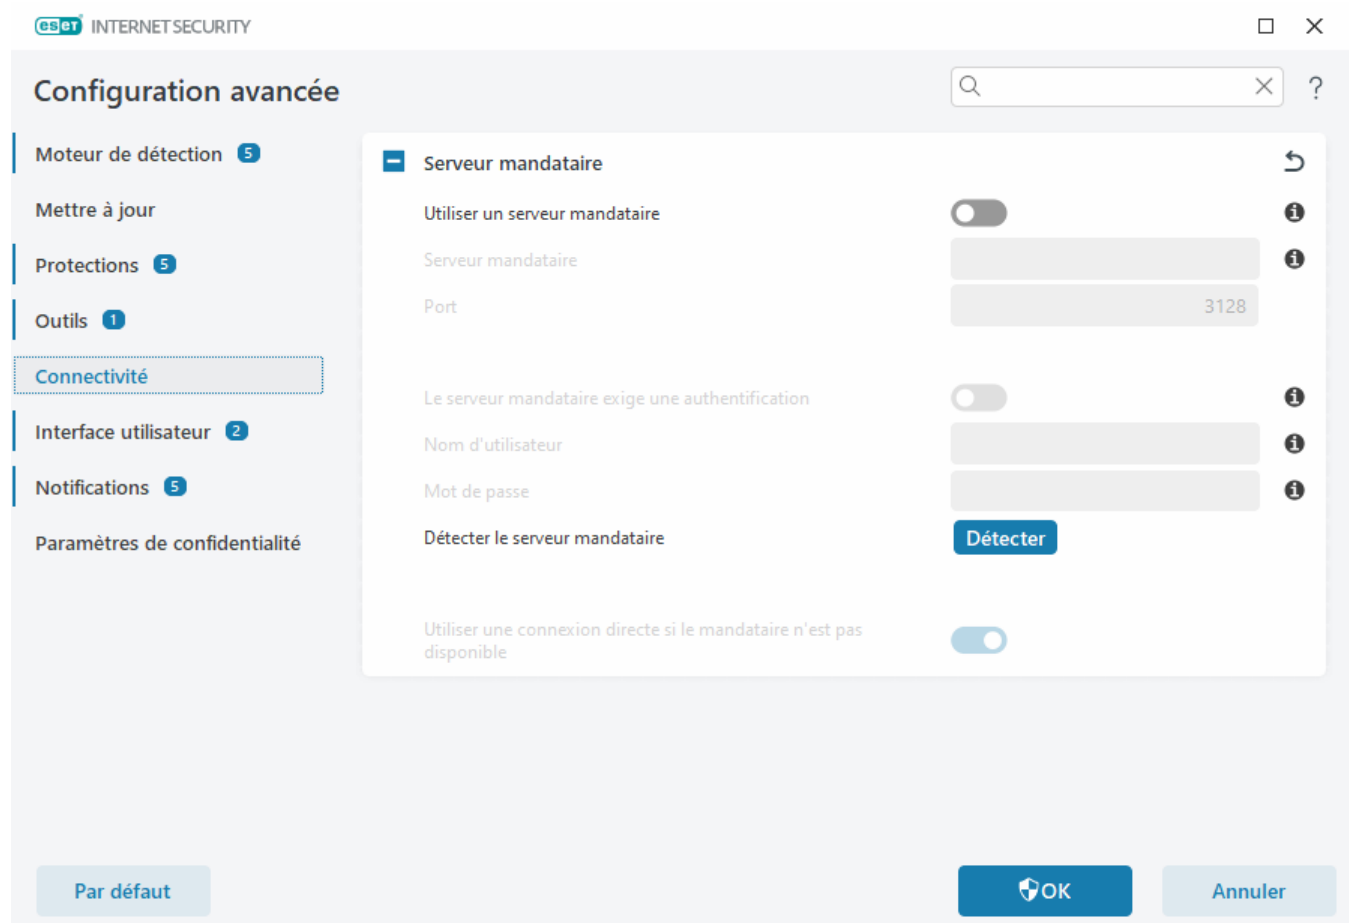 eset INTERNET SECURITY
Configuration avancée
?
Moteur de détection 5
Mettre à jour
Protections 5
Outils 1
Connectivité
Interface utilisateur 2
Notifications 5
Paramètres de confidentialité
Serveur mandataire
Utiliser un serveur mandataire
Serveur mandataire
Port 3128
Le serveur mandataire exige une authentification
Nom d'utilisateur
Mot de passe
Détecter le serveur mandataire Détecter
Utiliser une connexion directe si le mandataire n'est pas
disponible
Par défaut OK Annuler